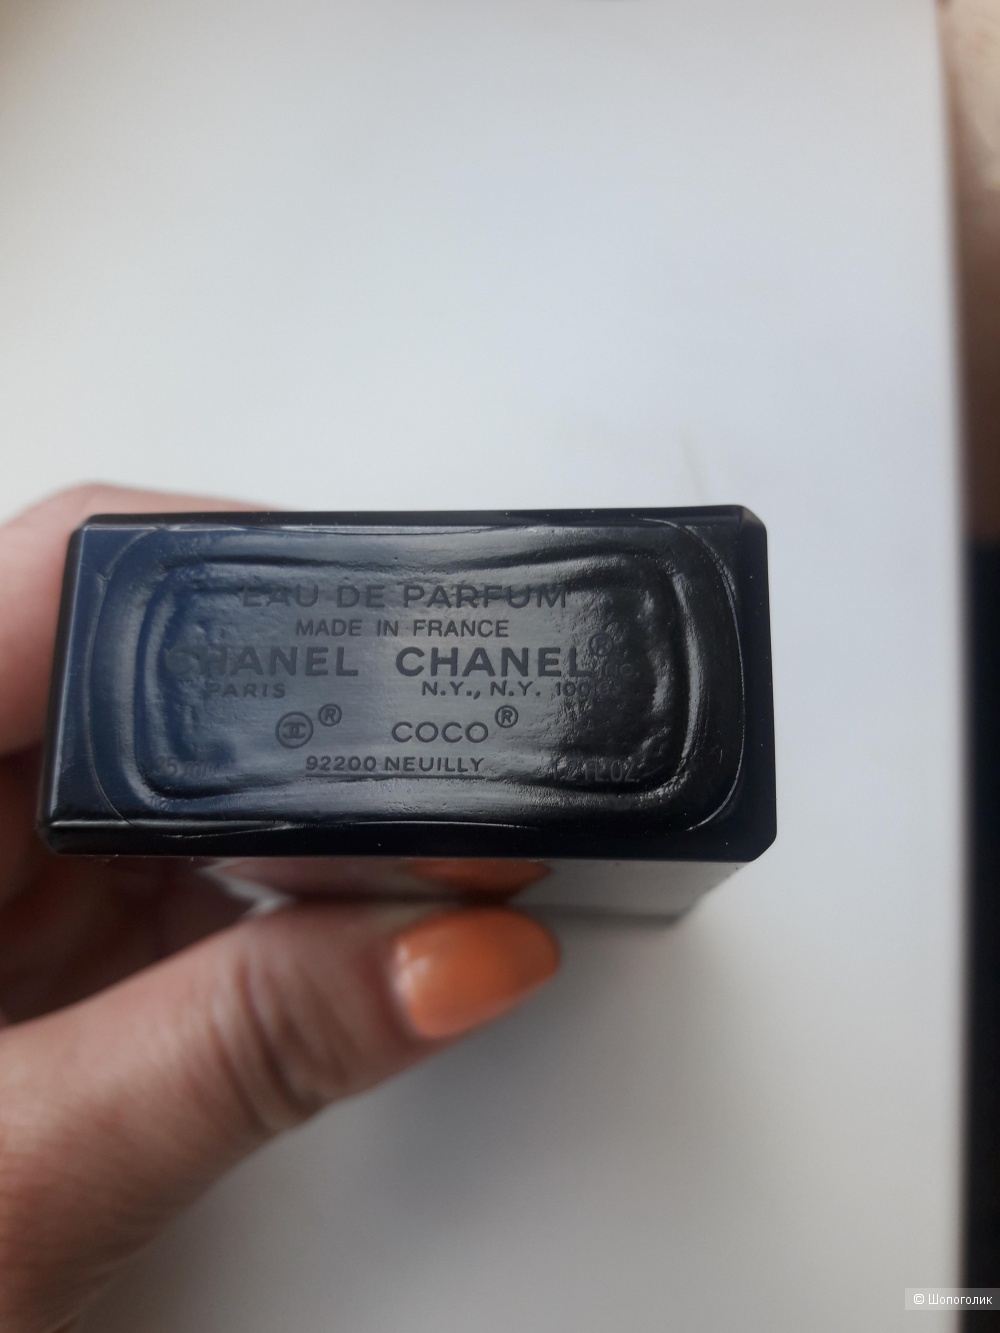 EAU DE PARFUM
MADE IN FRANCE
CHANEL CHANEL®
PARIS N.Y., N.Y.
® COCO®
92200 NEUILLY
© Шопоголик